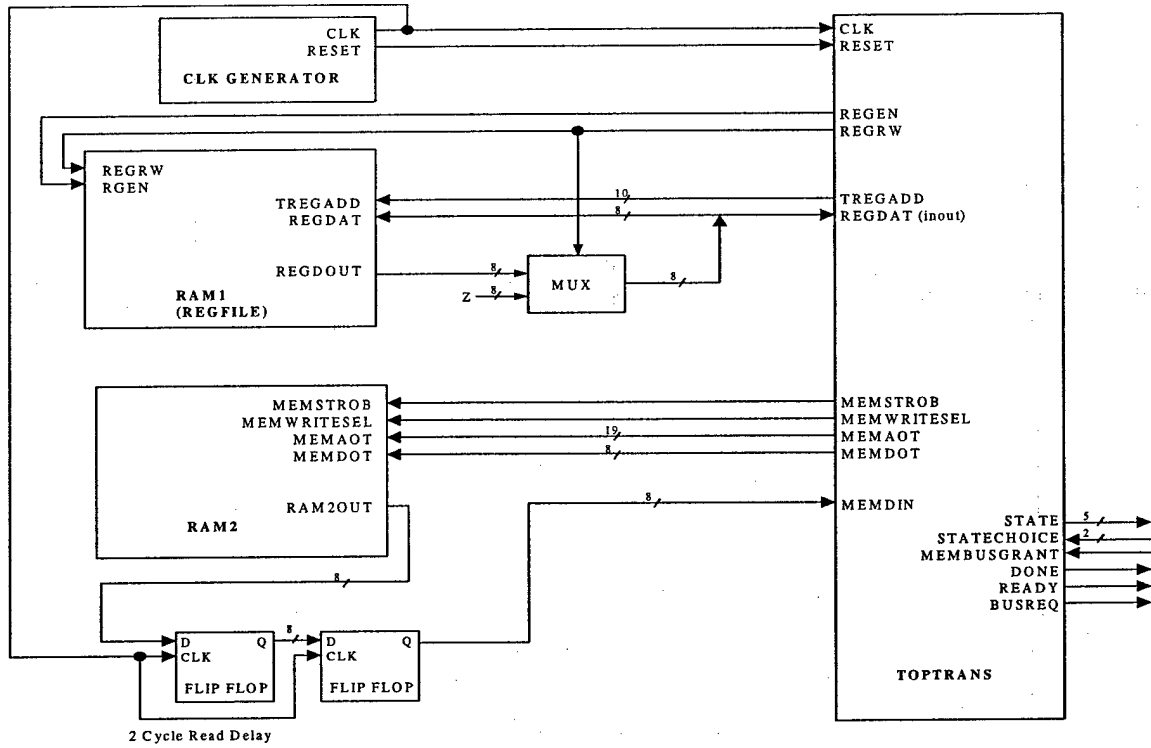 CLK
RESET
CLK GENERATOR
CLK
RESET
REGEN
REGRW
REGRW
RGEN
TREGADD
REGDAT
10
8
TREGADD
REGDAT (inout)
REGDOUT
8
Z
8
MUX
8
RAM1
(REGFILE)
MEMSTROB
MEMWRITESEL
MEMAOT
MEMDOT
19
8
MEMSTROB
MEMWRITESEL
MEMAOT
MEMDOT
RAM2OUT
RAM2
8
MEMDIN
STATE
5
STATECHOICE
2
MEMBUSGRANT
DONE
READY
BUSREQ
8
D Q
CLK
FLIP FLOP
8
D Q
CLK
FLIP FLOP
TOPTRANS
2 Cycle Read Delay